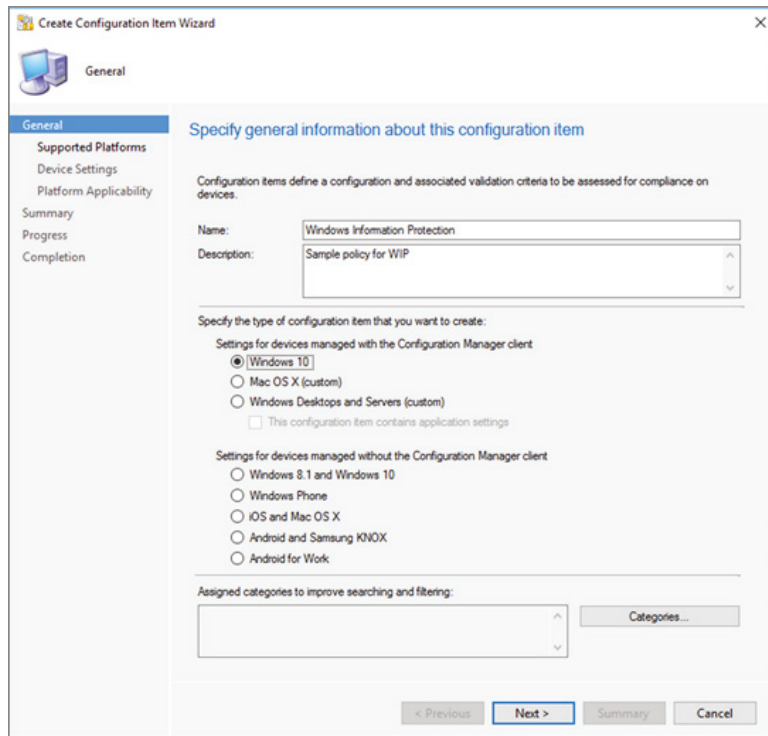 Create Configuration Item Wizard
General
General
Supported Platforms
Device Settings
Platform Applicability
Summary
Progress
Completion
Specify general information about this configuration item
Configuration items define a configuration and associated validation criteria to be assessed for compliance on
devices.
Name: Windows Information Protection
Description: Sample policy for WIP
Specify the type of configuration item that you want to create:
Settings for devices managed with the Configuration Manager client
Windows 10
Mac OS X (custom)
Windows Desktops and Servers (custom)
This configuration item contains application settings
Settings for devices managed without the Configuration Manager client
Windows 8.1 and Windows 10
Windows Phone
iOS and Mac OS X
Android and Samsung KNOX
Android for Work
Assigned categories to improve searching and filtering:
Categories...
< Previous Next > Summary Cancel